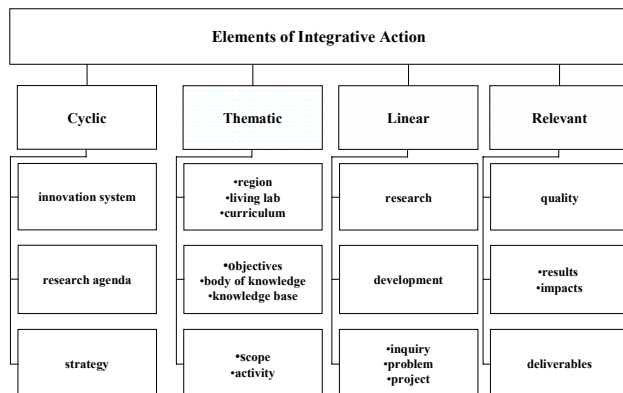 Elements of Integrative Action
Cyclic
Thematic
Linear
Relevant
innovation system
•region
•living lab
•curriculum
research
quality
research agenda
•objectives
•body of knowledge
•knowledge base
development
•results
•impacts
strategy
•scope
•activity
•inquiry
•problem
•project
deliverables